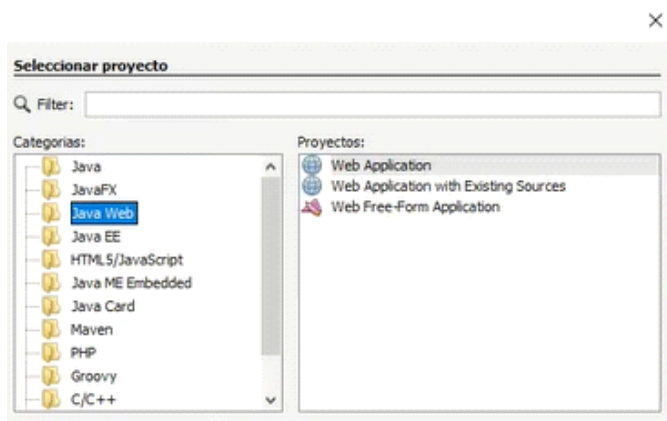 Seleccionar proyecto
Filter:
Categorias:
Java
JavaFX
Java Web
Java EE
HTML5/JavaScript
Java ME Embedded
Java Card
Maven
PHP
Groovy
C/C++
Proyectos:
Web Application
Web Application with Existing Sources
Web Free-Form Application